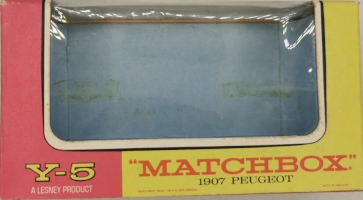 Y-5
A LESNEY PRODUCT
"MATCHBOX"
1907 PEUGEOT